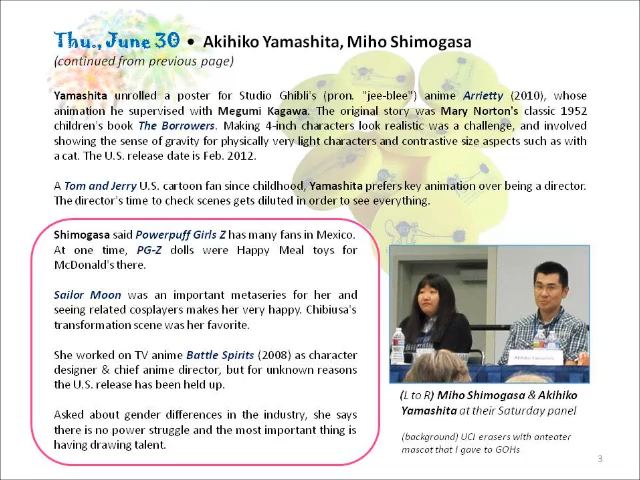 Thu., June 30 • Akihiko Yamashita, Miho Shimogasa
(continued from previous page)
Yamashita unrolled a poster for Studio Ghibli's (pron. "jee-blee") anime Arrietty (2010), whose
animation he supervised with Megumi Kagawa. The original story was Mary Norton's classic 1952
children's book The Borrowers. Making 4-inch characters look realistic was a challenge, and involved
showing the sense of gravity for physically very light characters and contrastive size aspects such as with
a cat. The U.S. release date is Feb. 2012.
A Tom and Jerry U.S. cartoon fan since childhood, Yamashita prefers key animation over being a director.
The director's time to check scenes gets diluted in order to see everything.
Shimogasa said Powerpuff Girls Z has many fans in Mexico.
At one time, PG-Z dolls were Happy Meal toys for
McDonald's there.
Sailor Moon was an important metaseries for her and
seeing related cosplayers makes her very happy. Chibiusa's
transformation scene was her favorite.
She worked on TV anime Battle Spirits (2008) as character
designer & chief anime director, but for unknown reasons
the U.S. release has been held up.
Asked about gender differences in the industry, she says
there is no power struggle and the most important thing is
having drawing talent.
Akihiko Yamashita
(L to R) Miho Shimogasa & Akihiko
Yamashita at their Saturday panel
(background) UCI erasers with anteater
mascot that I gave to GOHs
3